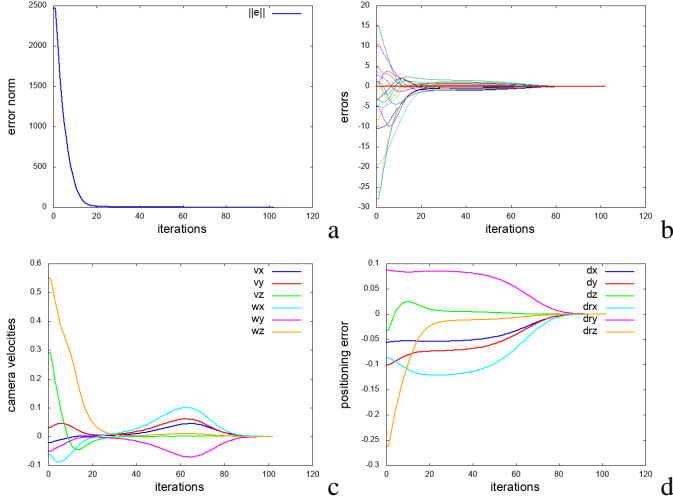 2500
2000
1500
1000
500
0
error norm
||e||
0 20 40 60 80 100 120
iterations
a
20
15
10
5
0
-5
-10
-15
-20
-25
-30
errors
0 20 40 60 80 100 120
iterations
b
0.6
0.5
0.4
0.3
0.2
0.1
0
-0.1
camera velocities
vx
vy
vz
wx
wy
wz
0 20 40 60 80 100 120
iterations
c
0.1
0.05
0
-0.05
-0.1
-0.15
-0.2
-0.25
-0.3
positioning error
dx
dy
dz
drx
dry
drz
0 20 40 60 80 100 120
iterations
d